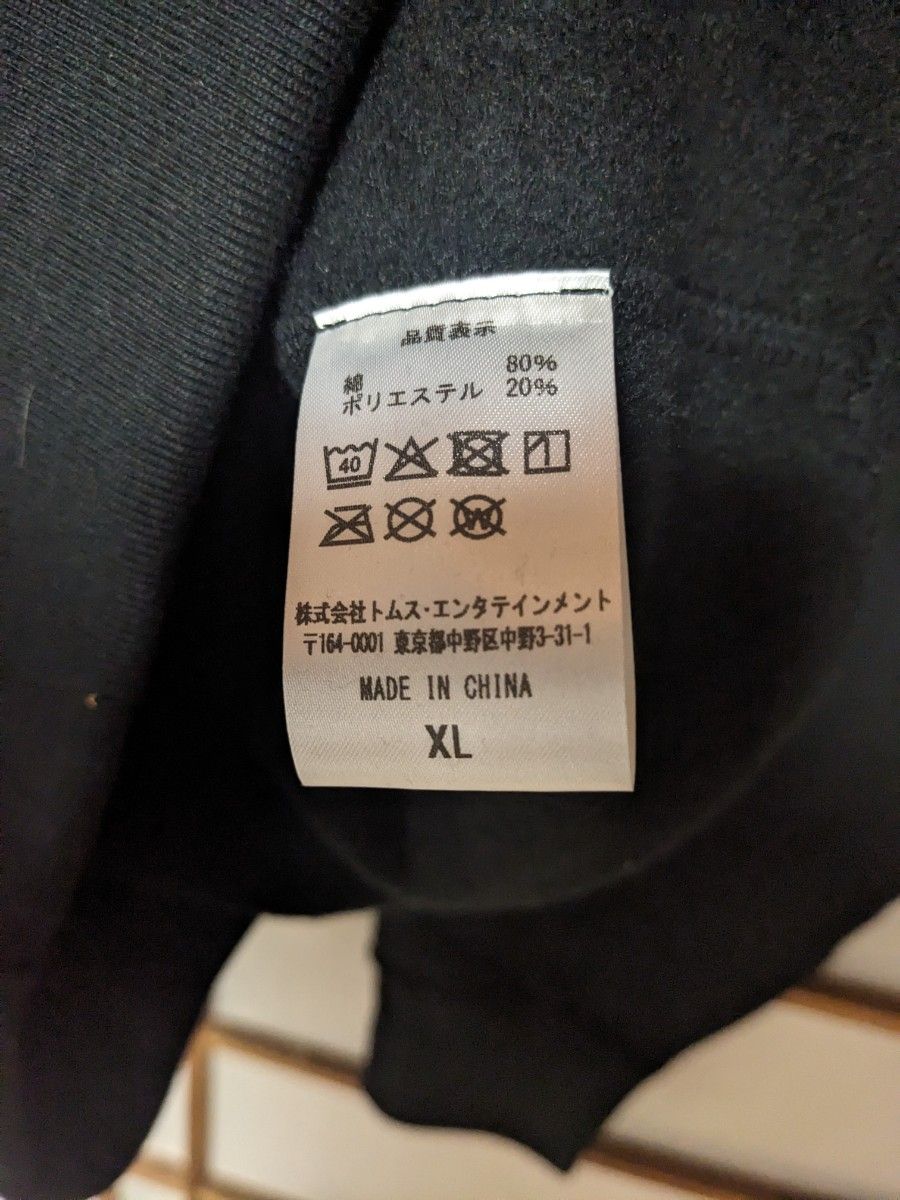 品質表示
綿 80%
ポリエステル 20%
40
W
株式会社トムス・エンタテインメント
〒164-0001 東京都中野区中野3-31-1
MADE IN CHINA
XL